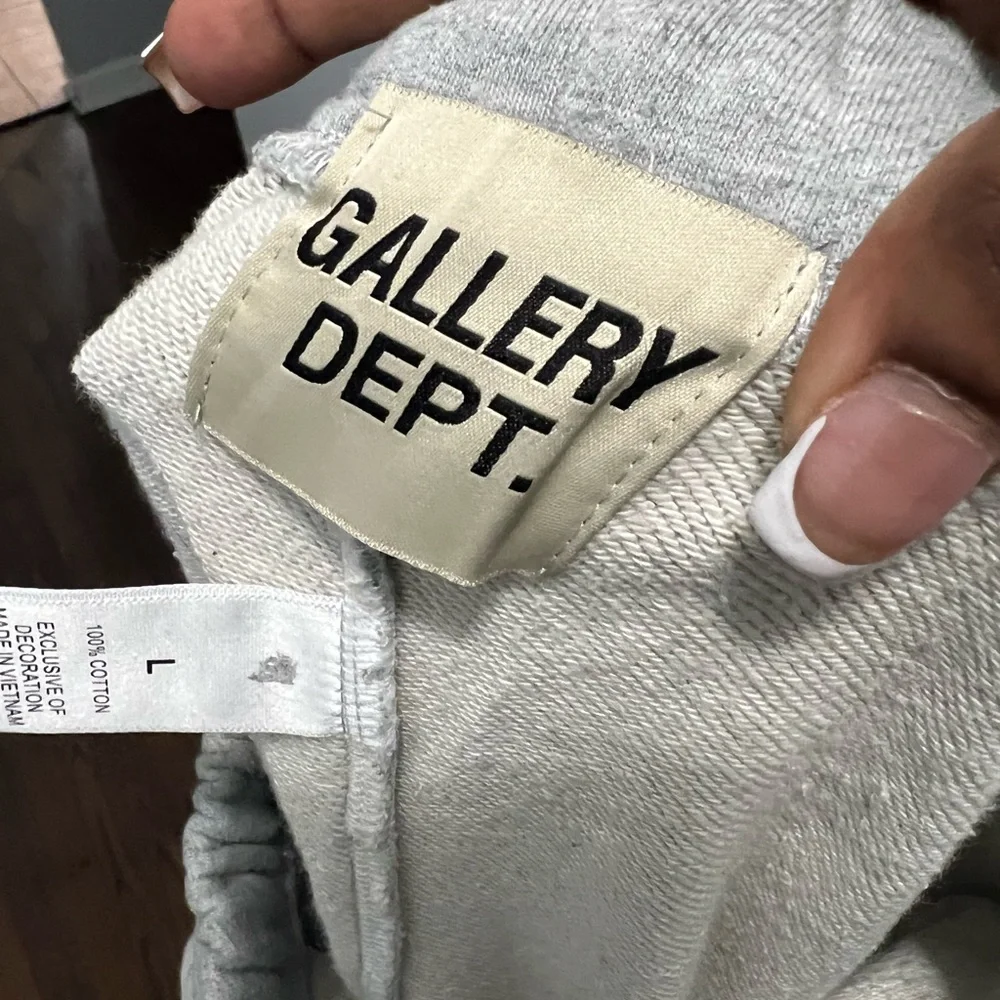 GALLERY
DEPT.
L
100% COTTON
EXCLUSIVE OF
DECORATION
MADE IN VIETNAM